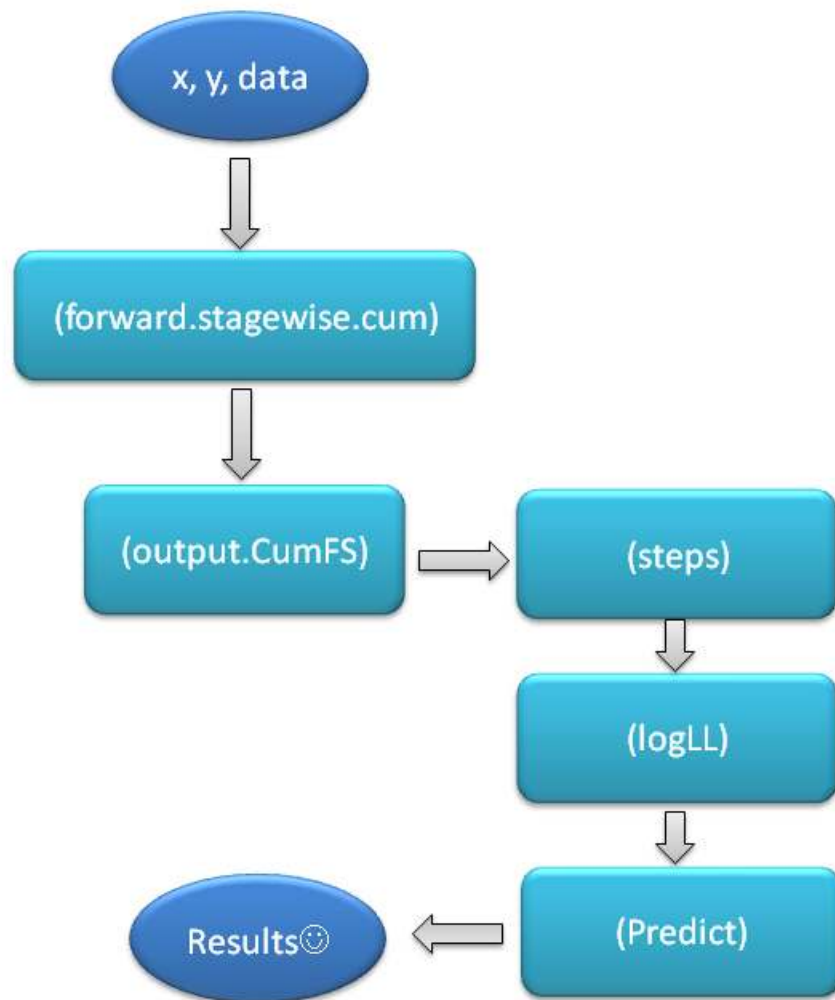 x, y, data
(forward.stagewise.cum)
(output.CumFS)
(steps)
(logLL)
(Predict)
Results☺